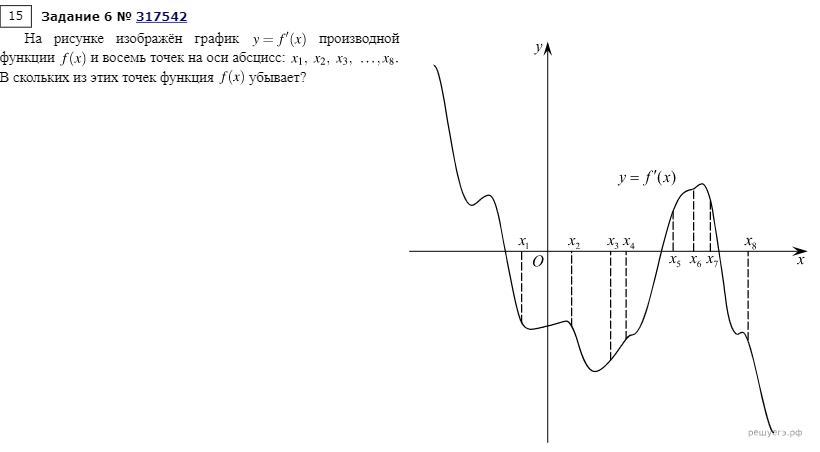 15 Задание 6 № 317542
На рисунке изображён график y = f′(x) производной
функции f(x) и восемь точек на оси абсцисс: x₁, x₂, x₃, …,x₈.
В скольких из этих точек функция f(x) убывает?
y
y = f′(x)
x₁ x₂ x₃ x₄ x₈
O x₅ x₆ x₇ x
решуегэ.рф